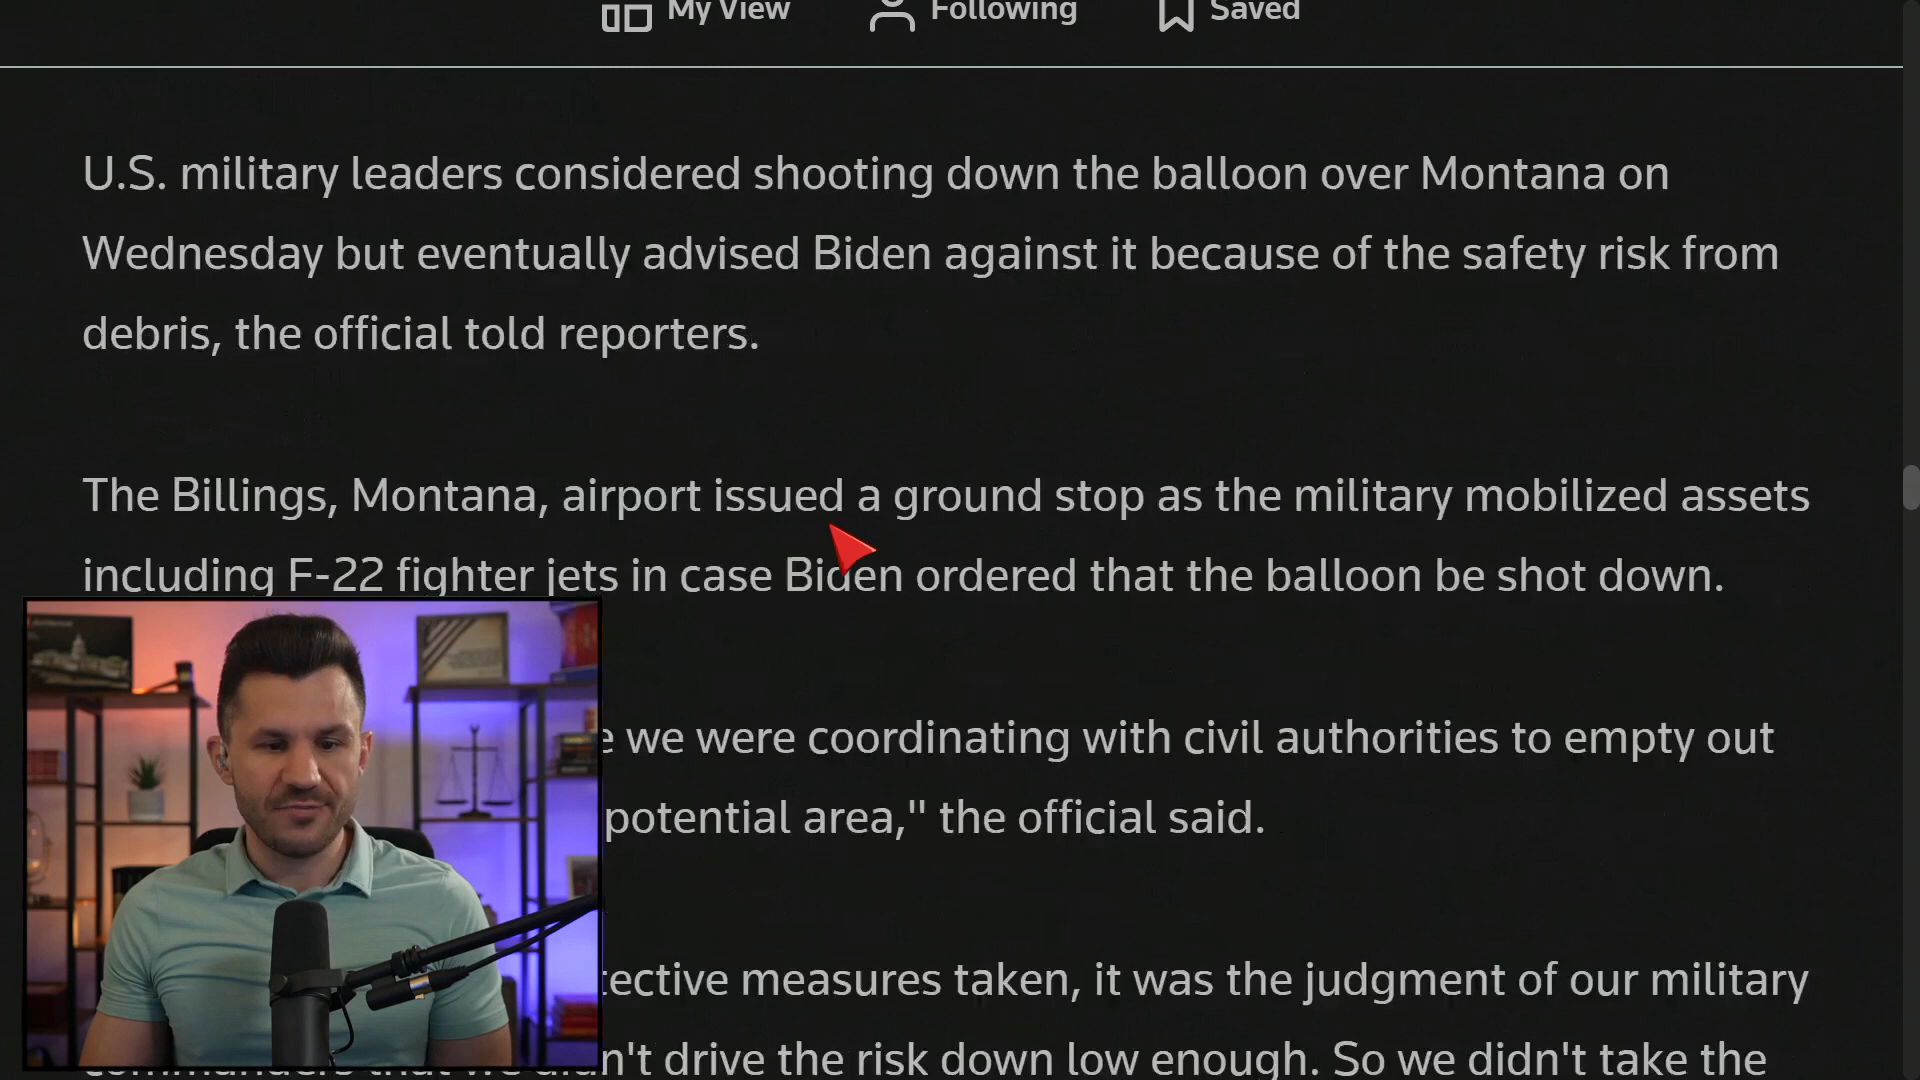 My View Following Saved
U.S. military leaders considered shooting down the balloon over Montana on
Wednesday but eventually advised Biden against it because of the safety risk from
debris, the official told reporters.
The Billings, Montana, airport issued a ground stop as the military mobilized assets
including F-22 fighter jets in case Biden ordered that the balloon be shot down.
we were coordinating with civil authorities to empty out
potential area," the official said.
measures taken, it was the judgment of our military
commanders that we didn't drive the risk down low enough. So we didn't take the